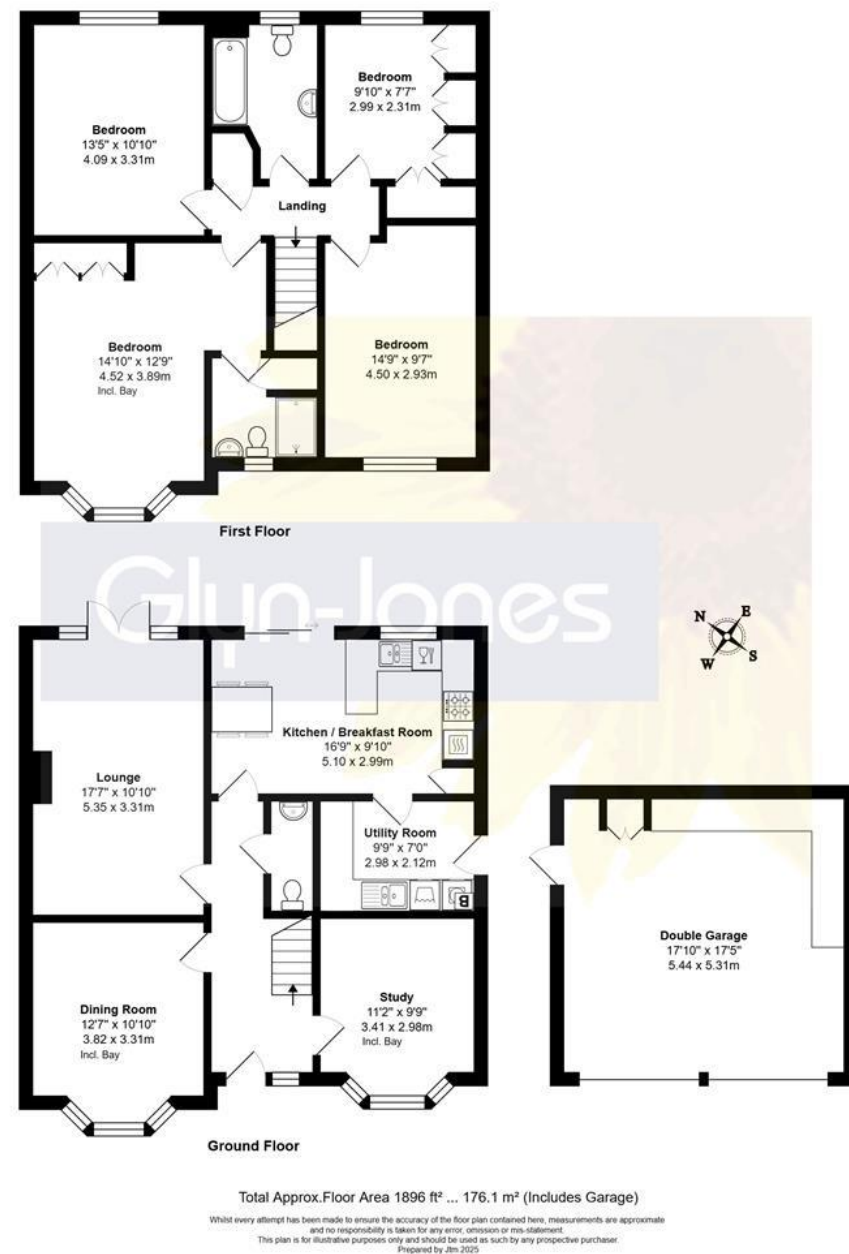 Bedroom
13'5" x 10'10"
4.09 x 3.31m
Bedroom
9'10" x 7'7"
2.99 x 2.31m
Landing
Bedroom
14'10" x 12'9"
4.52 x 3.89m
Incl. Bay
Bedroom
14'9" x 9'7"
4.50 x 2.93m
First Floor
Glyn-Jones
N E
W S
Kitchen / Breakfast Room
16'9" x 9'10"
5.10 x 2.99m
Lounge
17'7" x 10'10"
5.35 x 3.31m
Utility Room
9'9" x 7'0"
2.98 x 2.12m
B
Double Garage
17'10" x 17'5"
5.44 x 5.31m
Dining Room
12'7" x 10'10"
3.82 x 3.31m
Incl. Bay
Study
11'2" x 9'9"
3.41 x 2.98m
Incl. Bay
Ground Floor
Total Approx.Floor Area 1896 ft² ... 176.1 m² (Includes Garage)
Whilst every attempt has been made to ensure the accuracy of the floor plan contained here, measurements are approximate
and no responsibility is taken for any error, omission or mis-statement.
This plan is for illustrative purposes only and should be used as such by any prospective purchaser.
Prepared by Jtm 2025